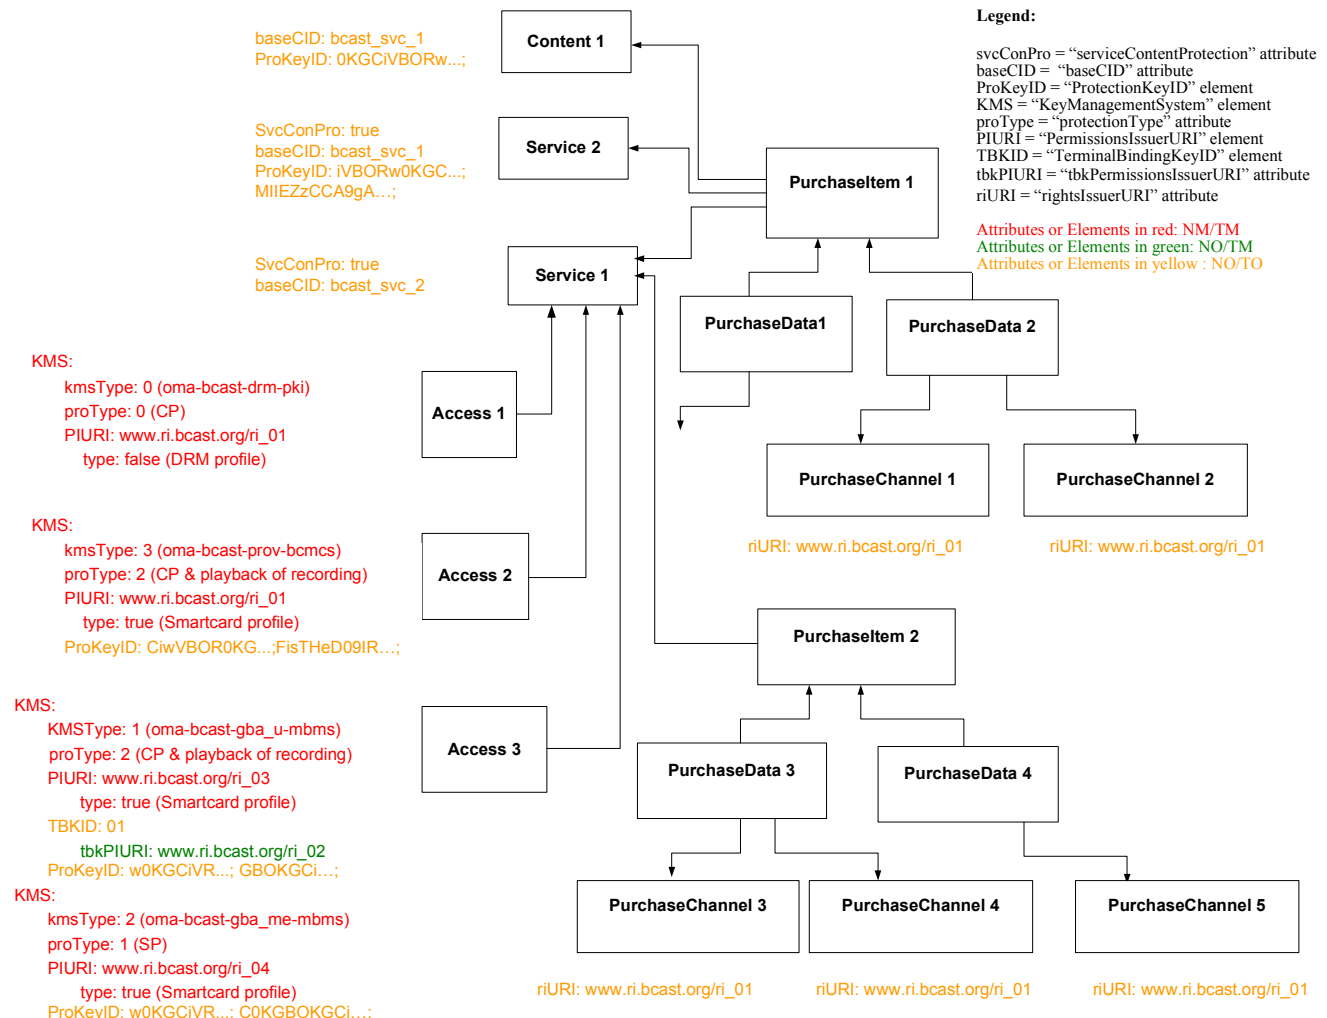 baseCID: bcast_svc_1
ProKeyID: 0KGCiVBORw...;
Content 1
Legend:
svcConPro = “serviceContentProtection” attribute
baseCID = “baseCID” attribute
ProKeyID = “ProtectionKeyID” element
KMS = “KeyManagementSystem” element
proType = “protectionType” attribute
PIURI = “PermissionsIssuerURI” element
TBKID = “TerminalBindingKeyID” element
tbkPIURI = “tbkPermissionsIssuerURI” attribute
riURI = “rightsIssuerURI” attribute
Attributes or Elements in red: NM/TM
Attributes or Elements in green: NO/TM
Attributes or Elements in yellow : NO/TO
SvcConPro: true
baseCID: bcast_svc_1
ProKeyID: iVBORw0KGC...;
MIIEZzCCA9gA…;
Service 2
PurchaseItem 1
SvcConPro: true
baseCID: bcast_svc_2
Service 1
PurchaseData1
PurchaseData 2
KMS:
kmsType: 0 (oma-bcast-drm-pki)
proType: 0 (CP)
PIURI: www.ri.bcast.org/ri_01
type: false (DRM profile)
Access 1
PurchaseChannel 1
PurchaseChannel 2
riURI: www.ri.bcast.org/ri_01
riURI: www.ri.bcast.org/ri_01
KMS:
kmsType: 3 (oma-bcast-prov-bcmcs)
proType: 2 (CP & playback of recording)
PIURI: www.ri.bcast.org/ri_01
type: true (Smartcard profile)
ProKeyID: CiwVBOR0KG...;FisTHeD09IR…;
Access 2
PurchaseItem 2
KMS:
KMSType: 1 (oma-bcast-gba_u-mbms)
proType: 2 (CP & playback of recording)
PIURI: www.ri.bcast.org/ri_03
type: true (Smartcard profile)
TBKID: 01
tbkPIURI: www.ri.bcast.org/ri_02
ProKeyID: w0KGCiVR...; GBOKGCi…;
Access 3
PurchaseData 3
PurchaseData 4
KMS:
kmsType: 2 (oma-bcast-gba_me-mbms)
proType: 1 (SP)
PIURI: www.ri.bcast.org/ri_04
type: true (Smartcard profile)
ProKeyID: w0KGCiVR...; C0KGBOKGCi…;
PurchaseChannel 3
PurchaseChannel 4
PurchaseChannel 5
riURI: www.ri.bcast.org/ri_01
riURI: www.ri.bcast.org/ri_01
riURI: www.ri.bcast.org/ri_01